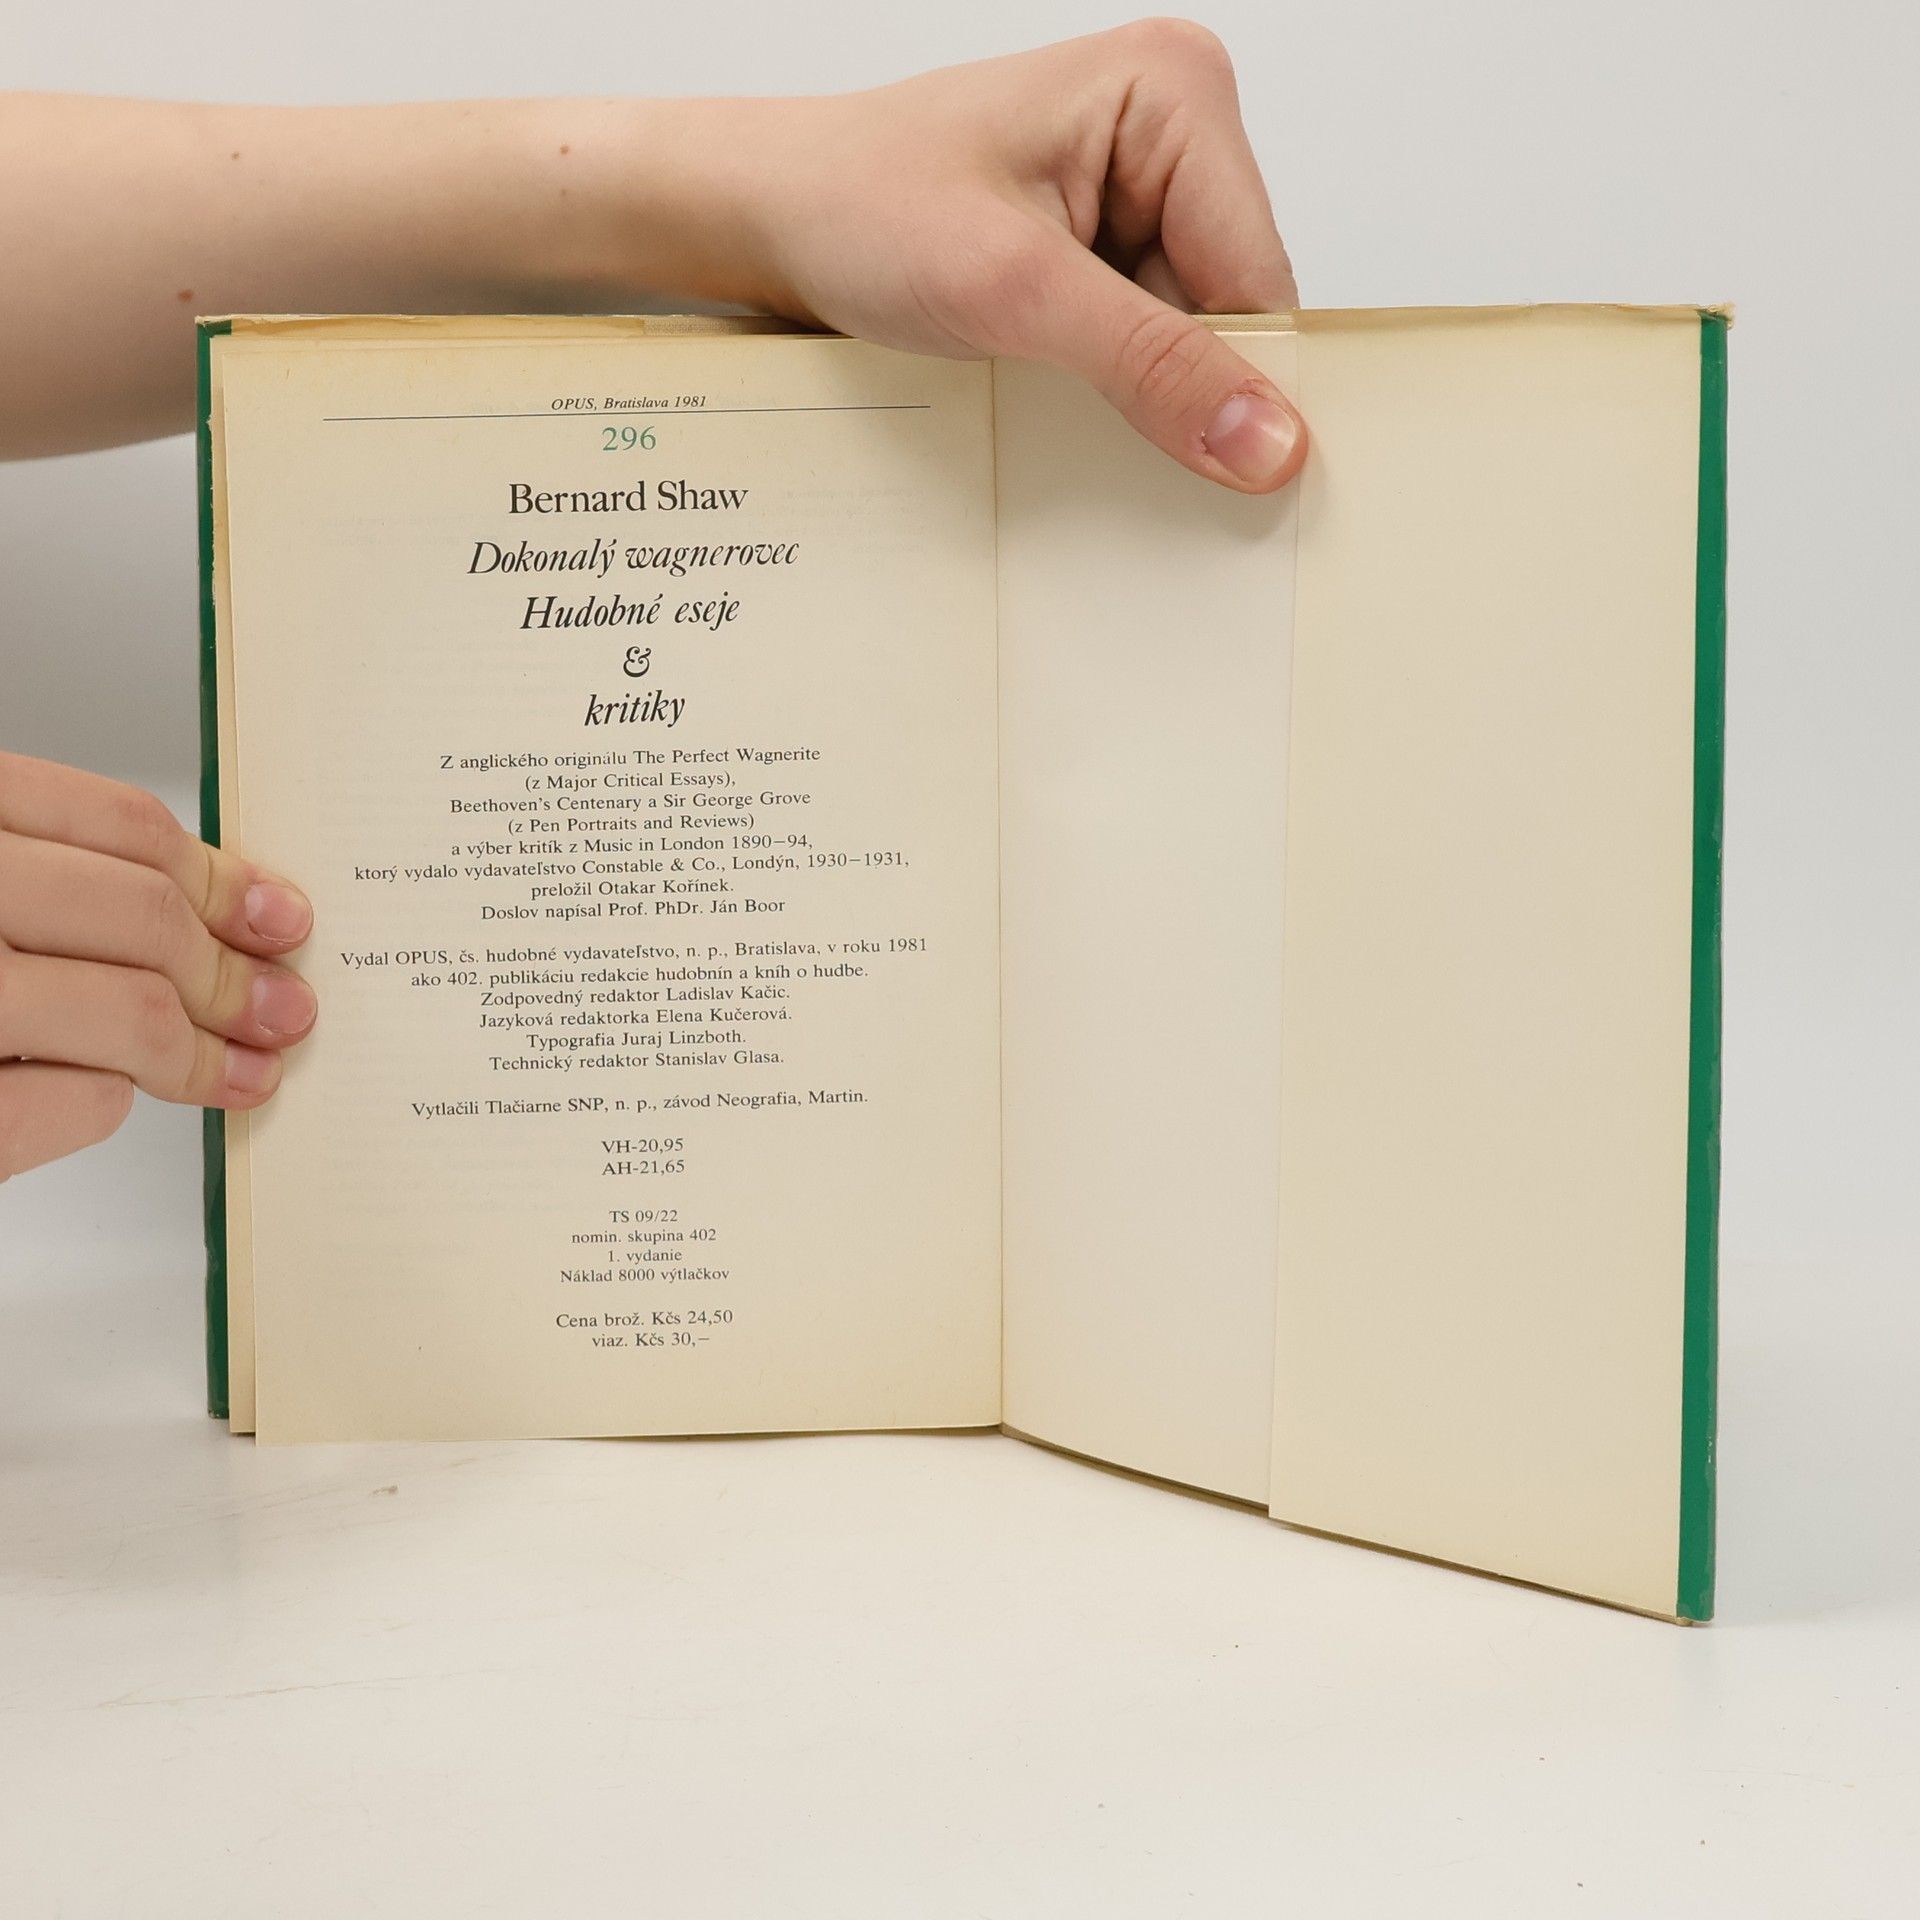 OPUS, Bratislava 1981
296
Bernard Shaw
Dokonalý wagnerovec
Hudobné eseje
&
kritiky
Z anglického originálu The Perfect Wagnerite
(z Major Critical Essays),
Beethoven's Centenary a Sir George Grove
(z Pen Portraits and Reviews)
a výber kritík z Music in London 1890—94,
ktorý vydalo vydavateľstvo Constable & Co., Londýn, 1930—1931,
preložil Otakar Kořínek.
Doslov napísal Prof. PhDr. Ján Boor
Vydal OPUS, čs. hudobné vydavateľstvo, n. p., Bratislava, v roku 1981
ako 402. publikáciu redakcie hudobnín a kníh o hudbe.
Zodpovedný redaktor Ladislav Kačic.
Jazyková redaktorka Elena Kučerová.
Typografia Juraj Linzboth.
Technický redaktor Stanislav Glasa.
Vytlačili Tlačiarne SNP, n. p., závod Neografia, Martin.
VH-20,95
AH-21,65
TS 09/22
nomin. skupina 402
1. vydanie
Náklad 8000 výtlačkov
Cena brož. Kčs 24,50
viaz. Kčs 30,—